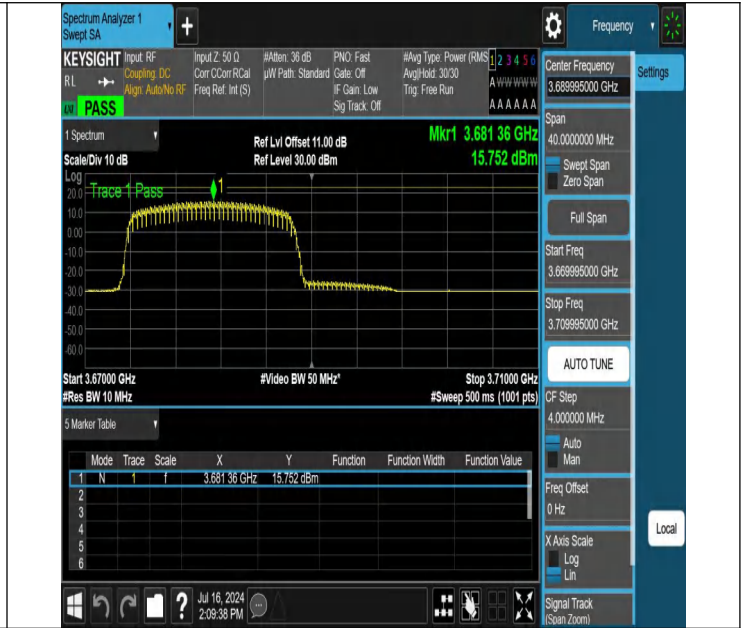 Spectrum Analyzer 1
Swept SA
+
Frequency
KEYSIGHT
RL
PASS
Input: RF
Coupling: DC
Align: Auto/No RF
Input Z: 50 Ω
Corr CCorr RCal
Freq Ref: Int (S)
#Atten: 36 dB
µW Path: Standard
PNO: Fast
Gate: Off
IF Gain: Low
Sig Track: Off
#Avg Type: Power (RMS
Avg|Hold: 30/30
Trig: Free Run
1 2 3 4 5 6
A W W W W W
A A A A A A
1 Spectrum
Scale/Div 10 dB
Ref Lvl Offset 11.00 dB
Ref Level 30.00 dBm
Mkr1 3.681 36 GHz
15.752 dBm
Log
Trace 1 Pass
1
20.0
10.0
0.00
-10.0
-20.0
-30.0
-40.0
-50.0
-60.0
Start 3.67000 GHz
#Res BW 10 MHz
#Video BW 50 MHz*
Stop 3.71000 GHz
#Sweep 500 ms (1001 pts)
5 Marker Table
Mode Trace Scale X Y Function Function Width Function Value
1 N 1 f 3.681 36 GHz 15.752 dBm
2
3
4
5
6
?
Jul 16, 2024
2:09:38 PM
Center Frequency
3.689995000 GHz
Settings
Span
40.0000000 MHz
Swept Span
Zero Span
Full Span
Start Freq
3.669995000 GHz
Stop Freq
3.709995000 GHz
AUTO TUNE
CF Step
4.000000 MHz
Auto
Man
Freq Offset
0 Hz
Local
X Axis Scale
Log
Lin
Signal Track
(Span Zoom)